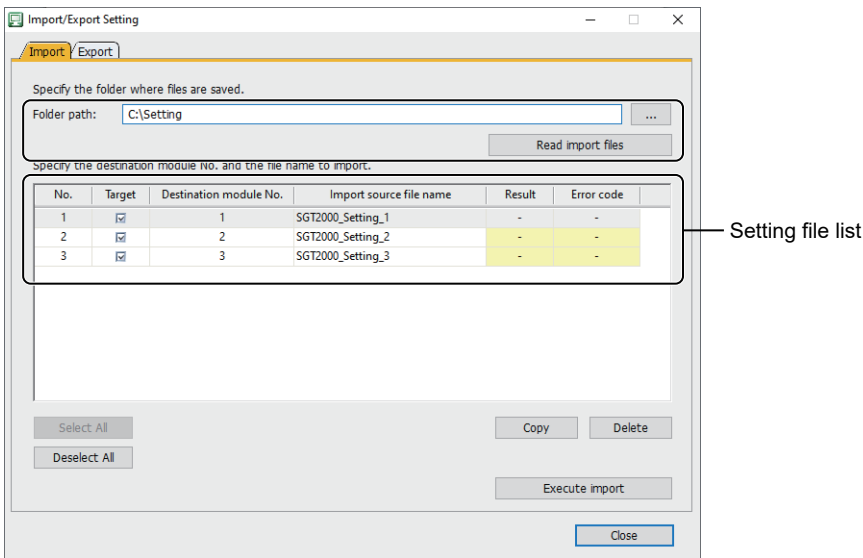 Import/Export Setting
Import Export
Specify the folder where files are saved.
Folder path: C:\Setting ...
Read import files
Specify the destination module No. and the file name to import.
No. Target Destination module No. Import source file name Result Error code
1 1 SGT2000_Setting_1 - -
2 2 SGT2000_Setting_2 - -
3 3 SGT2000_Setting_3 - -
Setting file list
Select All Copy Delete
Deselect All
Execute import
Close